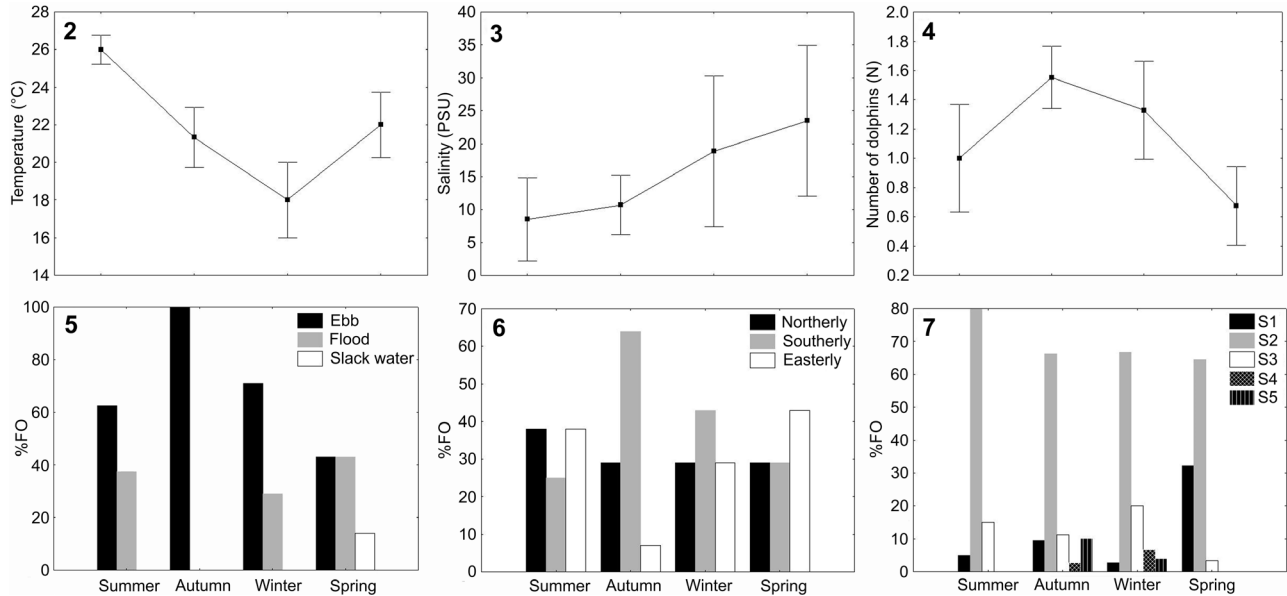 2
Temperature (°C)
28
26
24
22
20
18
16
14
3
Salinity (PSU)
40
35
30
25
20
15
10
5
0
4
Number of dolphins (N)
2.0
1.8
1.6
1.4
1.2
1.0
0.8
0.6
0.4
0.2
5
%FO
100
80
60
40
20
0
Ebb
Flood
Slack water
Summer Autumn Winter Spring
6
%FO
70
60
50
40
30
20
10
0
Northerly
Southerly
Easterly
Summer Autumn Winter Spring
7
%FO
80
70
60
50
40
30
20
10
0
S1
S2
S3
S4
S5
Summer Autumn Winter Spring